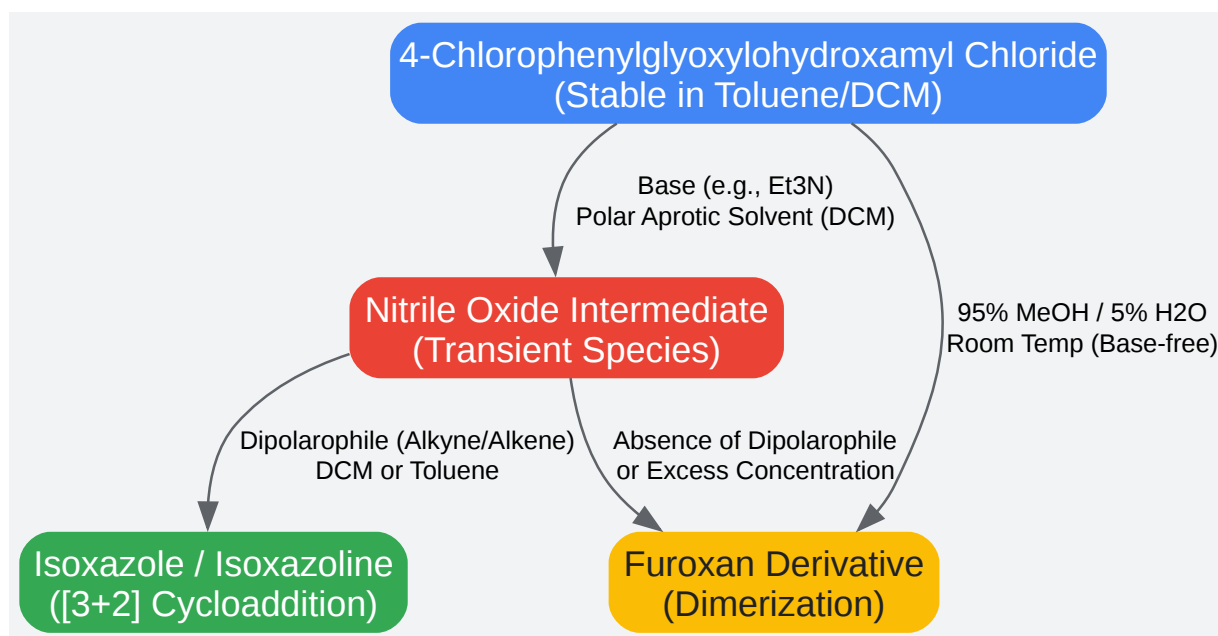 4-Chlorophenylglyoxylohydroxamyl Chloride
(Stable in Toluene/DCM)
Base (e.g., Et3N)
Polar Aprotic Solvent (DCM)
Nitrile Oxide Intermediate
(Transient Species)
95% MeOH / 5% H2O
Room Temp (Base-free)
Dipolarophile (Alkyne/Alkene)
DCM or Toluene
Absence of Dipolarophile
or Excess Concentration
Isoxazole / Isoxazoline
([3+2] Cycloaddition)
Furoxan Derivative
(Dimerization)